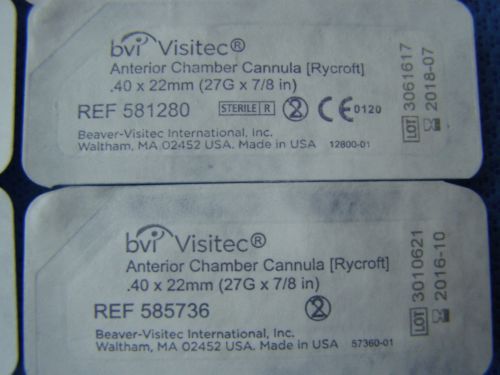 bvi Visitec®
Anterior Chamber Cannula [Rycroft]
.40 x 22mm (27G x 7/8 in)
REF 581280 STERILE R 2 CE 0120
Beaver-Visitec International, Inc.
Waltham, MA 02452 USA. Made in USA 12800-01
LOT 3061617
2018-07
bvi Visitec®
Anterior Chamber Cannula [Rycroft]
.40 x 22mm (27G x 7/8 in)
REF 585736 2
Beaver-Visitec International, Inc.
Waltham, MA 02452 USA. Made in USA 57360-01
LOT 3010621
2016-10